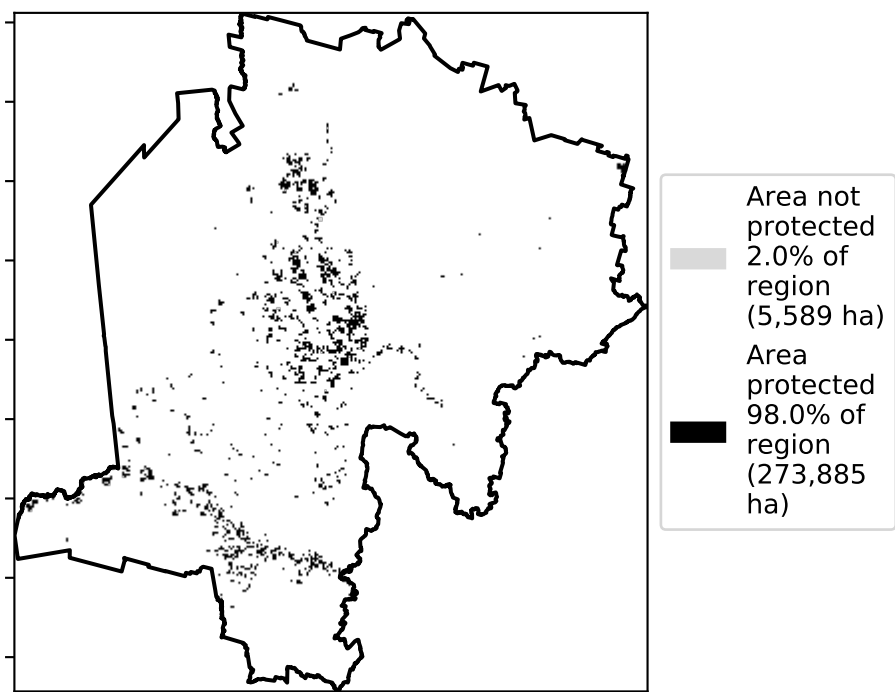 Area not
protected
2.0% of
region
(5,589 ha)
Area
protected
98.0% of
region
(273,885
ha)